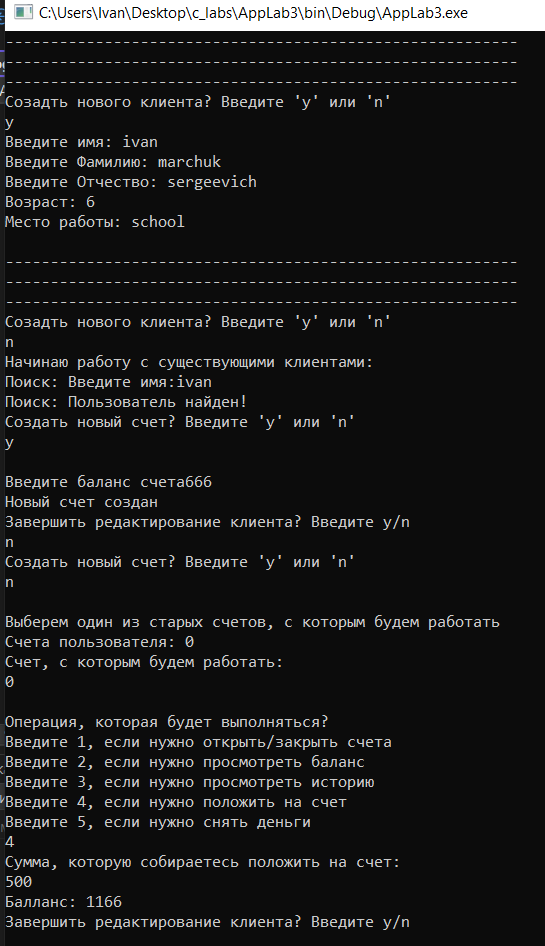 C:\Users\Ivan\Desktop\c_labs\AppLab3\bin\Debug\AppLab3.exe
---------------------------------------------------------
---------------------------------------------------------
---------------------------------------------------------
Созадть нового клиента? Введите 'y' или 'n'
y
Введите имя: ivan
Введите Фамилию: marchuk
Введите Отчество: sergeevich
Возраст: 6
Место работы: school
---------------------------------------------------------
---------------------------------------------------------
---------------------------------------------------------
Созадть нового клиента? Введите 'y' или 'n'
n
Начинаю работу с существующими клиентами:
Поиск: Введите имя:ivan
Поиск: Пользователь найден!
Создать новый счет? Введите 'y' или 'n'
y
Введите баланс счета666
Новый счет создан
Завершить редактирование клиента? Введите y/n
n
Создать новый счет? Введите 'y' или 'n'
n
Выберем один из старых счетов, с которым будем работать
Счета пользователя: 0
Счет, с которым будем работать:
0
Операция, которая будет выполняться?
Введите 1, если нужно открыть/закрыть счета
Введите 2, если нужно просмотреть баланс
Введите 3, если нужно просмотреть историю
Введите 4, если нужно положить на счет
Введите 5, если нужно снять деньги
4
Сумма, которую собираетесь положить на счет:
500
Балланс: 1166
Завершить редактирование клиента? Введите y/n